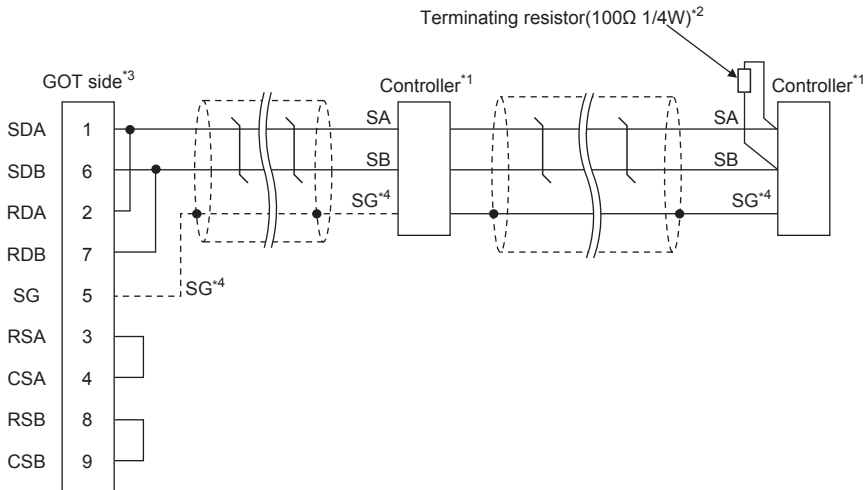 Terminating resistor(100Ω 1/4W)*2
GOT side*3
Controller*1
Controller*1
SDA 1
SA
SA
SDB 6
SB
SB
RDA 2
SG*4
SG*4
RDB 7
SG 5
SG*4
RSA 3
CSA 4
RSB 8
CSB 9